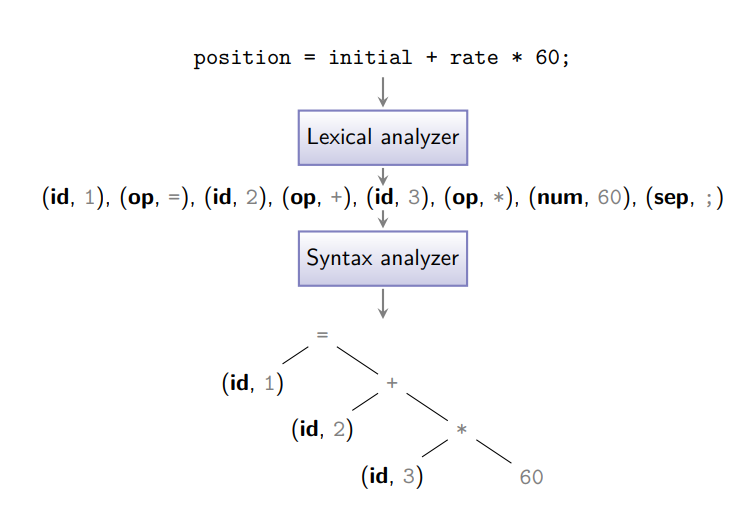 position = initial + rate * 60;
Lexical analyzer
(id, 1), (op, =), (id, 2), (op, +), (id, 3), (op, *), (num, 60), (sep, ;)
Syntax analyzer
=
(id, 1) +
(id, 2) *
(id, 3) 60